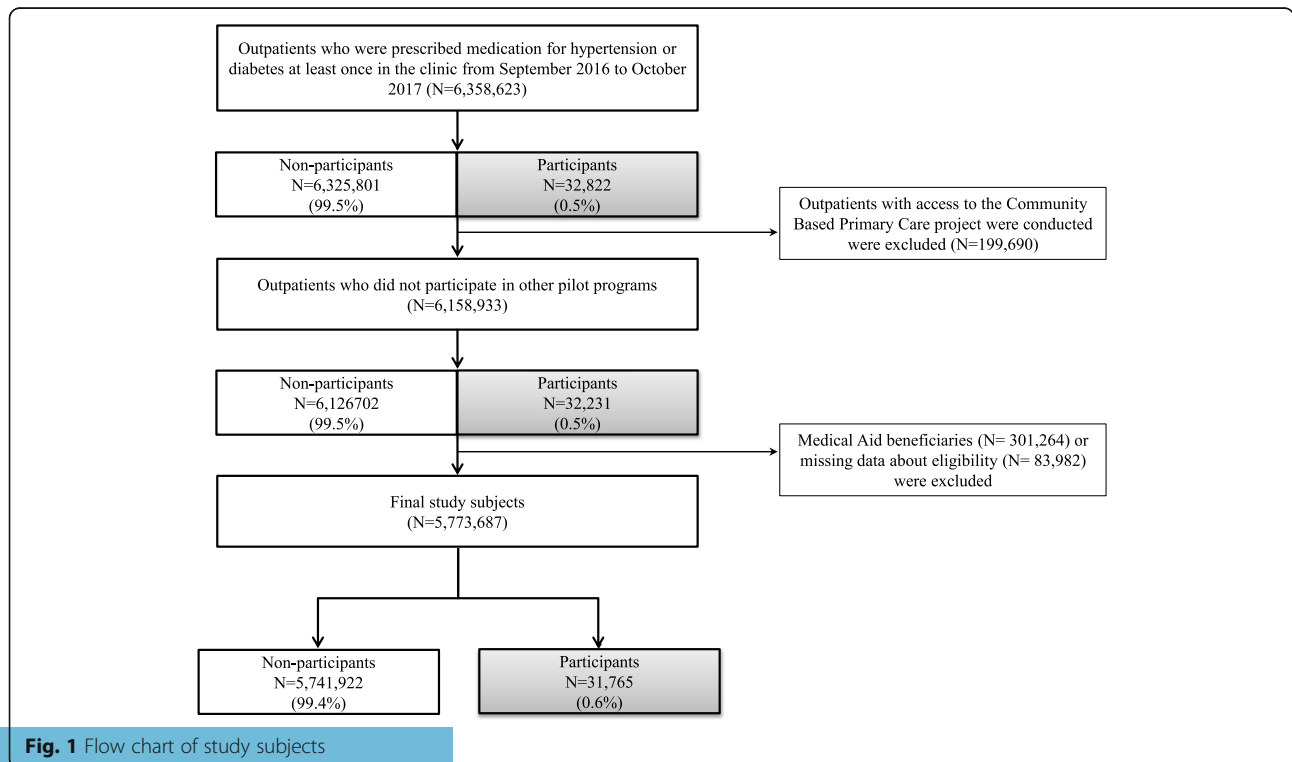 Outpatients who were prescribed medication for hypertension or
diabetes at least once in the clinic from September 2016 to October
2017 (N=6,358,623)
Non-participants
N=6,325,801
(99.5%)
Participants
N=32,822
(0.5%)
Outpatients with access to the Community
Based Primary Care project were conducted
were excluded (N=199,690)
Outpatients who did not participate in other pilot programs
(N=6,158,933)
Non-participants
N=6,126702
(99.5%)
Participants
N=32,231
(0.5%)
Medical Aid beneficiaries (N= 301,264) or
missing data about eligibility (N= 83,982)
were excluded
Final study subjects
(N=5,773,687)
Non-participants
N=5,741,922
(99.4%)
Participants
N=31,765
(0.6%)
Fig. 1 Flow chart of study subjects